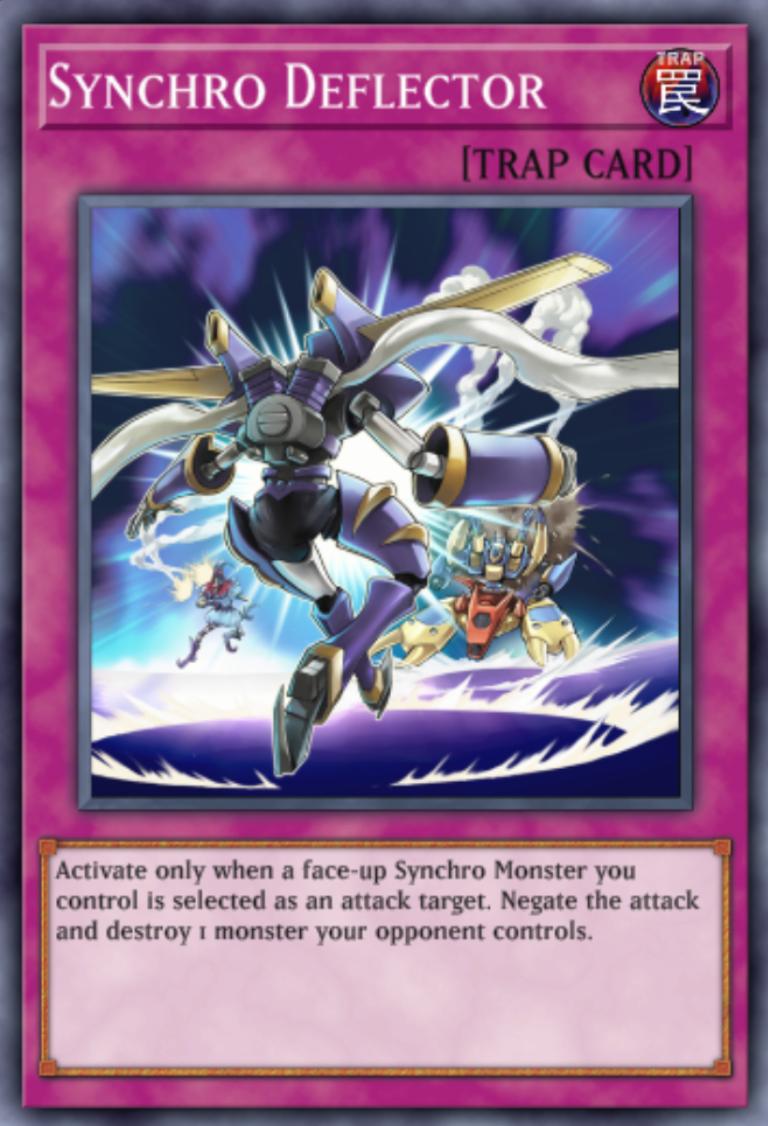 SYNCHRO DEFLECTOR
TRAP
罠
[TRAP CARD]
Activate only when a face-up Synchro Monster you
control is selected as an attack target. Negate the attack
and destroy 1 monster your opponent controls.